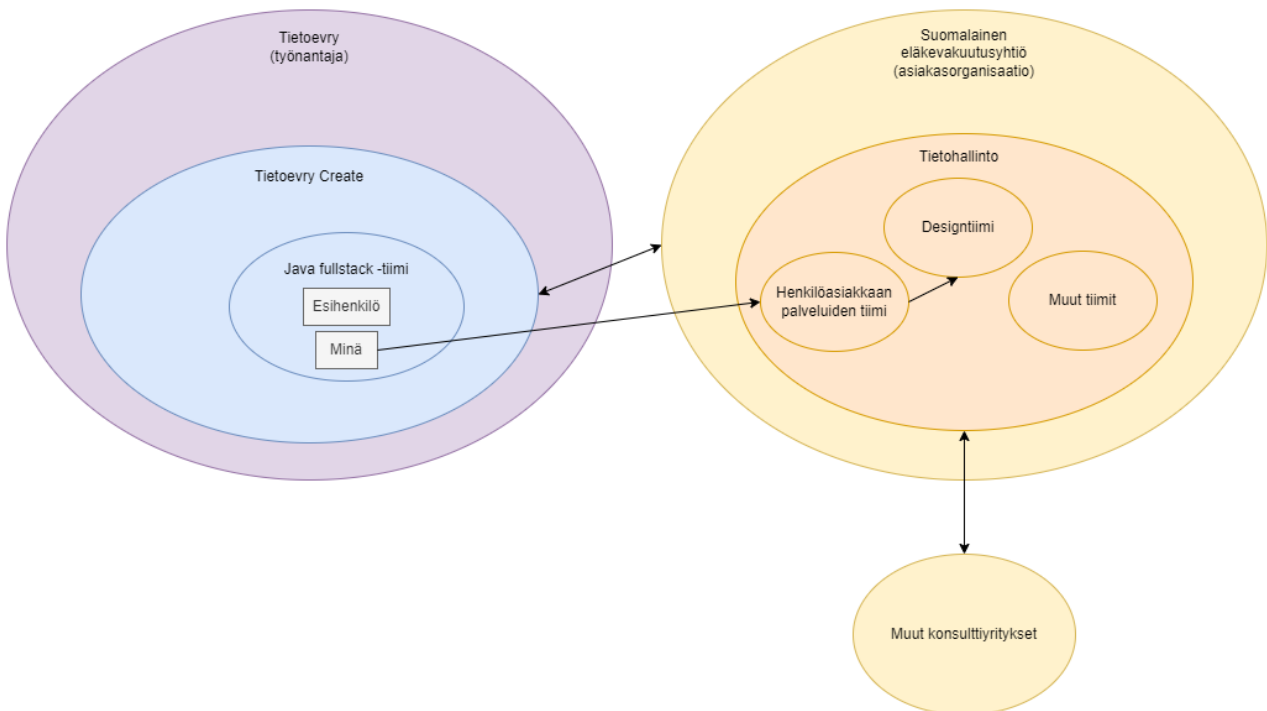 Tietoevry
(työnantaja)
Tietoevry Create
Java fullstack -tiimi
Esihenkilö
Minä
Suomalainen
eläkevakuutusyhtiö
(asiakasorganisaatio)
Tietohallinto
Designtiimi
Henkilöasiakkaan
palveluiden tiimi
Muut tiimit
Muut konsulttiyritykset